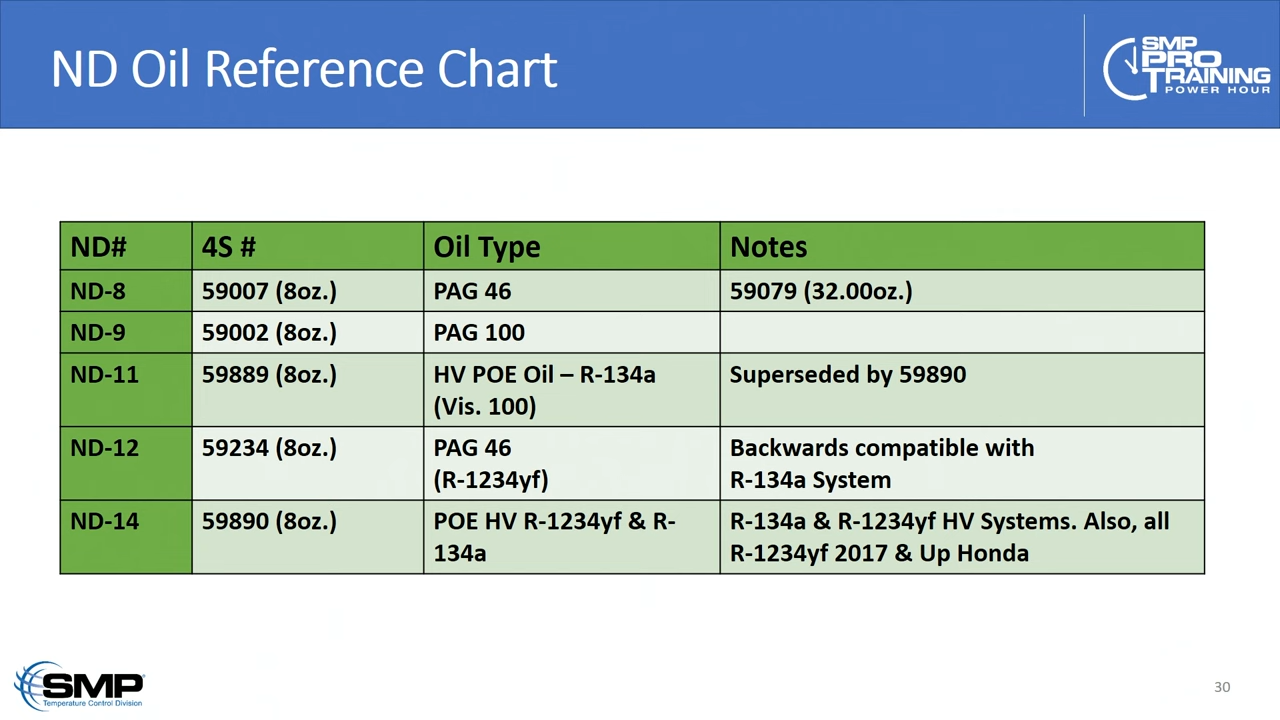 ND Oil Reference Chart
SMP
PRO
TRAINING
POWER HOUR
ND# 4S # Oil Type Notes
ND-8 59007 (8oz.) PAG 46 59079 (32.00oz.)
ND-9 59002 (8oz.) PAG 100
ND-11 59889 (8oz.) HV POE Oil – R-134a Superseded by 59890
(Vis. 100)
ND-12 59234 (8oz.) PAG 46 Backwards compatible with
(R-1234yf) R-134a System
ND-14 59890 (8oz.) POE HV R-1234yf & R- R-134a & R-1234yf HV Systems. Also, all
134a R-1234yf 2017 & Up Honda
SMP
Temperature Control Division
30